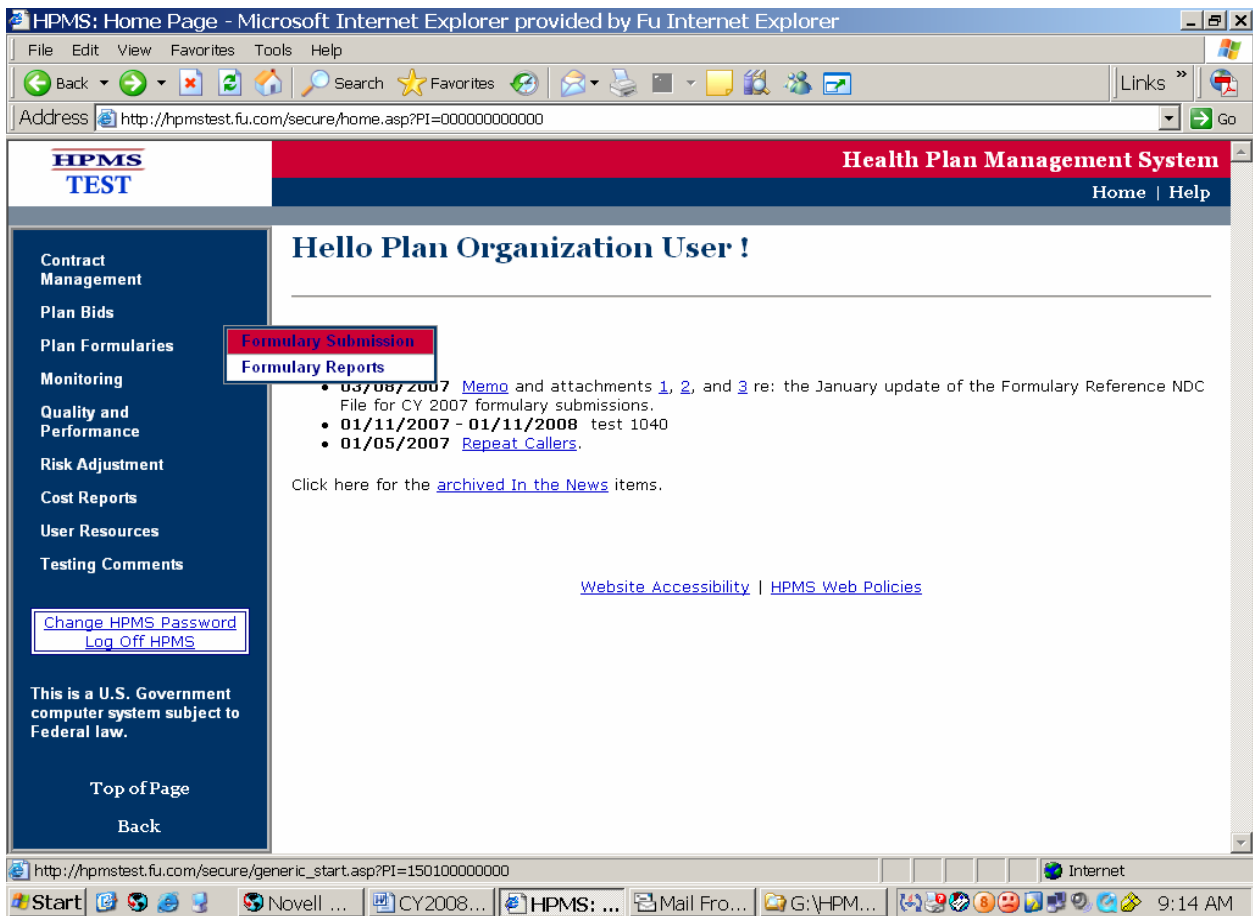 HPMS: Home Page - Microsoft Internet Explorer provided by Fu Internet Explorer
File Edit View Favorites Tools Help
Back Search Favorites Links »
Address http://hpmstest.fu.com/secure/home.asp?PI=000000000000 Go
HPMS
TEST
Health Plan Management System
Home | Help
Contract
Management
Plan Bids
Plan Formularies
Monitoring
Quality and
Performance
Risk Adjustment
Cost Reports
User Resources
Testing Comments
Change HPMS Password
Log Off HPMS
This is a U.S. Government
computer system subject to
Federal law.
Top of Page
Back
Hello Plan Organization User !
Formulary Submission
Formulary Reports
• 03/08/2007 Memo and attachments 1, 2, and 3 re: the January update of the Formulary Reference NDC
File for CY 2007 formulary submissions.
• 01/11/2007 - 01/11/2008 test 1040
• 01/05/2007 Repeat Callers.
Click here for the archived In the News items.
Website Accessibility | HPMS Web Policies
http://hpmstest.fu.com/secure/generic_start.asp?PI=150100000000 Internet
Start Novell ... CY2008... HPMS: ... Mail Fro... G:\HPM... 9:14 AM